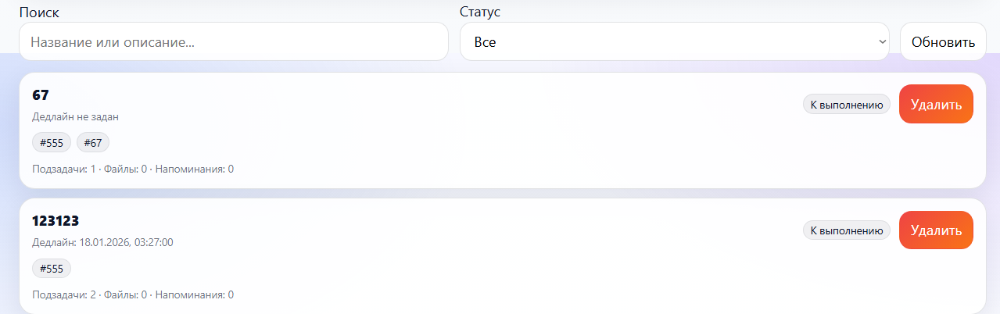 Поиск
Статус
Название или описание...
Все
Обновить
67
Дедлайн не задан
К выполнению
Удалить
#555 #67
Подзадачи: 1 · Файлы: 0 · Напоминания: 0
123123
Дедлайн: 18.01.2026, 03:27:00
К выполнению
Удалить
#555
Подзадачи: 2 · Файлы: 0 · Напоминания: 0